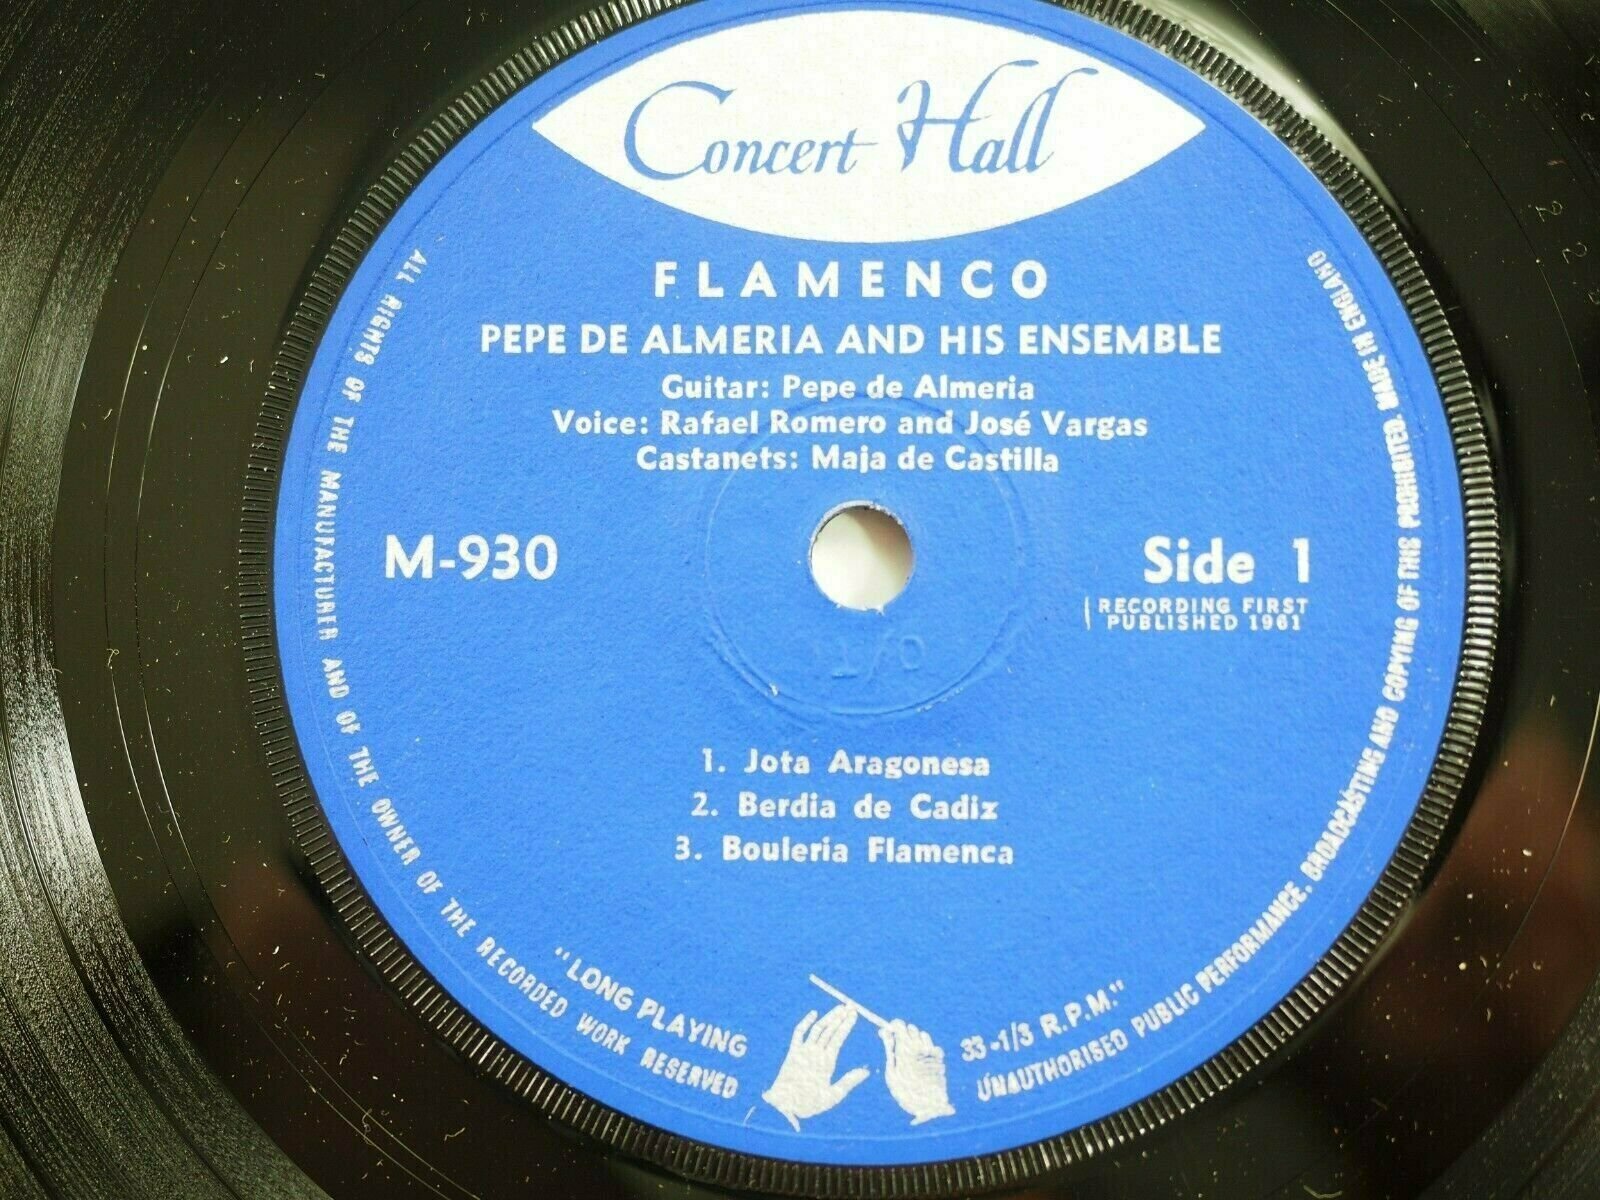 Concert Hall
FLAMENCO
PEPE DE ALMERIA AND HIS ENSEMBLE
Guitar: Pepe de Almeria
Voice: Rafael Romero and José Vargas
Castanets: Maja de Castilla
M-930
Side 1
RECORDING FIRST
PUBLISHED 1961
1/0
1. Jota Aragonesa
2. Berdia de Cadiz
3. Bouleria Flamenca
"LONG PLAYING 33-1/3 R.P.M."
ALL RIGHTS OF THE MANUFACTURER AND OF THE OWNER OF THE RECORDED WORK RESERVED
UNAUTHORISED PUBLIC PERFORMANCE, BROADCASTING AND COPYING OF THIS PROHIBITED. MADE IN ENGLAND